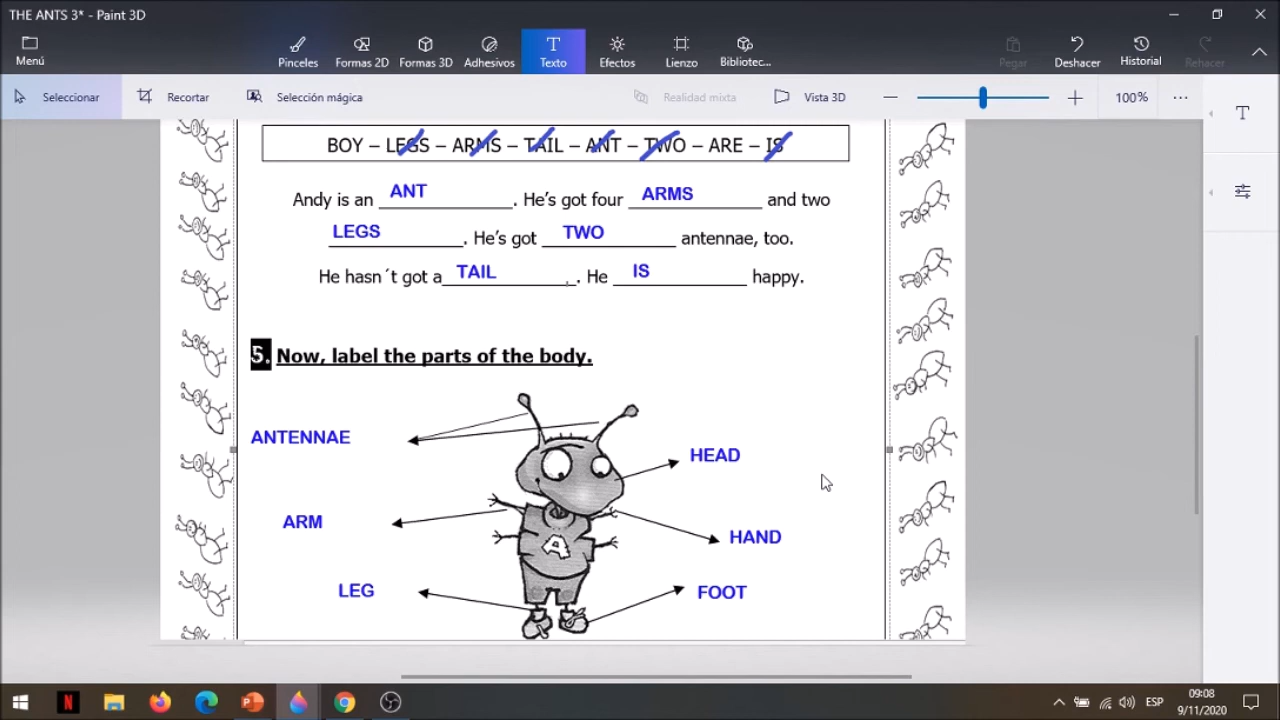 THE ANTS 3* - Paint 3D
Menú
Pinceles Formas 2D Formas 3D Adhesivos Texto Efectos Lienzo Bibliotec... Pegar Deshacer Historial Rehacer
Seleccionar Recortar Selección mágica Realidad mixta Vista 3D 100%
BOY – LEGS – ARMS – TAIL – ANT – TWO – ARE – IS
Andy is an ANT. He's got four ARMS and two
LEGS. He's got TWO antennae, too.
He hasn´t got a TAIL. He IS happy.
5. Now, label the parts of the body.
ANTENNAE
HEAD
ARM
HAND
LEG
FOOT
A
ESP
09:08
9/11/2020